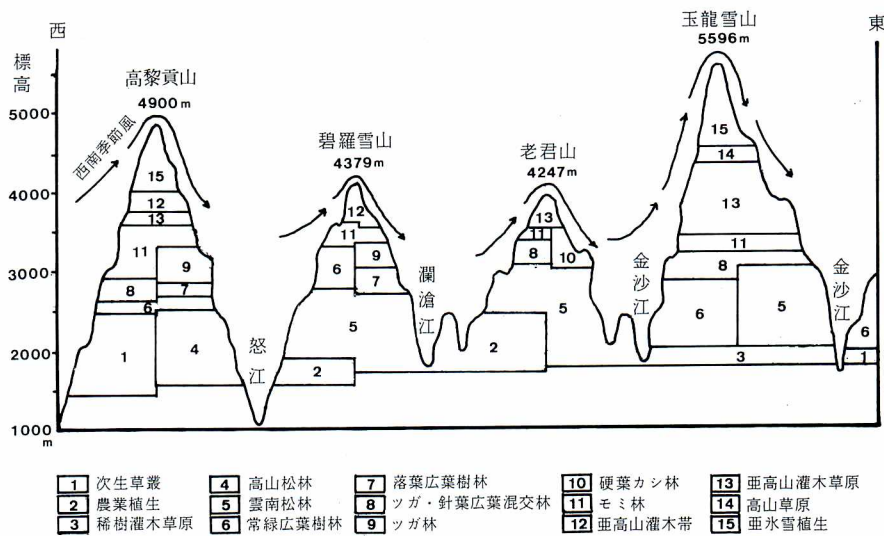 西
東
標高
玉龍雪山
5596m
高黎貢山
4900m
碧羅雪山
4379m
老君山
4247m
西南季節風
5000
4000
3000
2000
1000
m
15
12
13
11
9
8
7
6
1
4
怒江
12
11
6
9
7
5
2
瀾滄江
13
11
8
10
5
2
金沙江
15
14
13
11
8
6
5
3
金沙江
6
1
1 次生草叢
4 高山松林
7 落葉広葉樹林
10 硬葉カシ林
13 亜高山灌木草原
2 農業植生
5 雲南松林
8 ツガ・針葉広葉混交林
11 モミ林
14 高山草原
3 稀樹灌木草原
6 常緑広葉樹林
9 ツガ林
12 亜高山灌木帯
15 亜氷雪植生